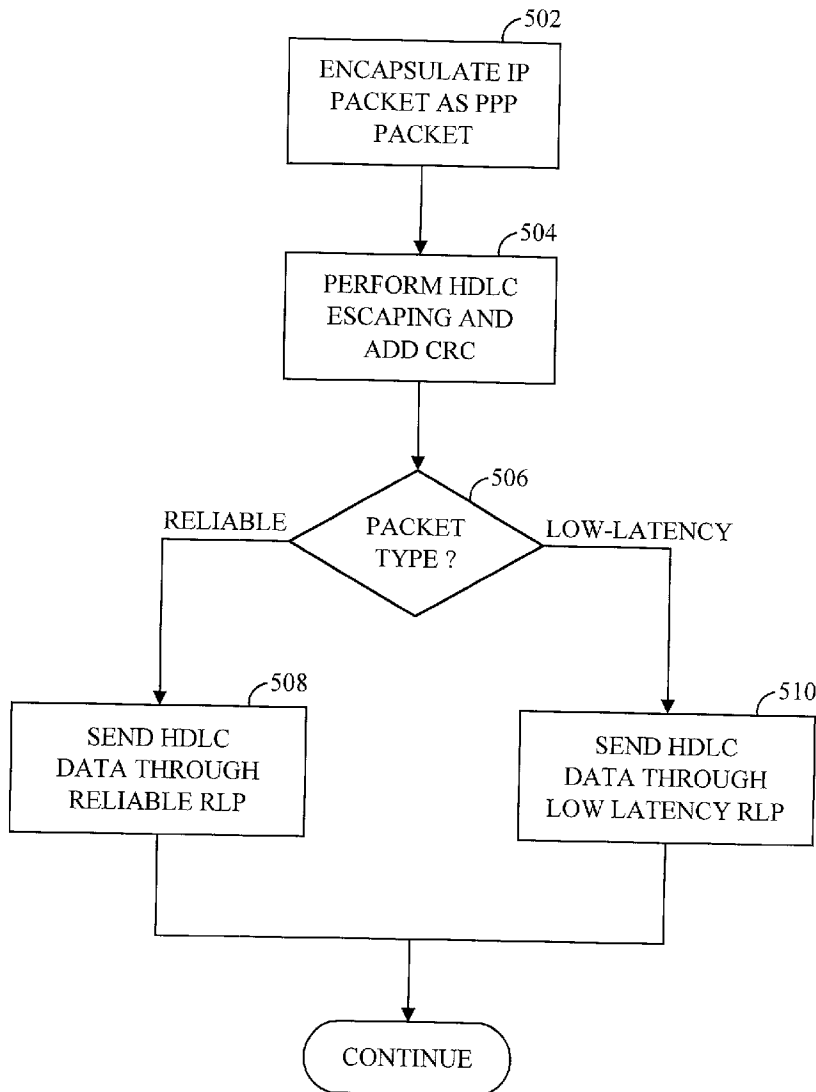 502
ENCAPSULATE IP
PACKET AS PPP
PACKET
504
PERFORM HDLC
ESCAPING AND
ADD CRC
506
RELIABLE
PACKET
TYPE ?
LOW-LATENCY
508
SEND HDLC
DATA THROUGH
RELIABLE RLP
510
SEND HDLC
DATA THROUGH
LOW LATENCY RLP
CONTINUE